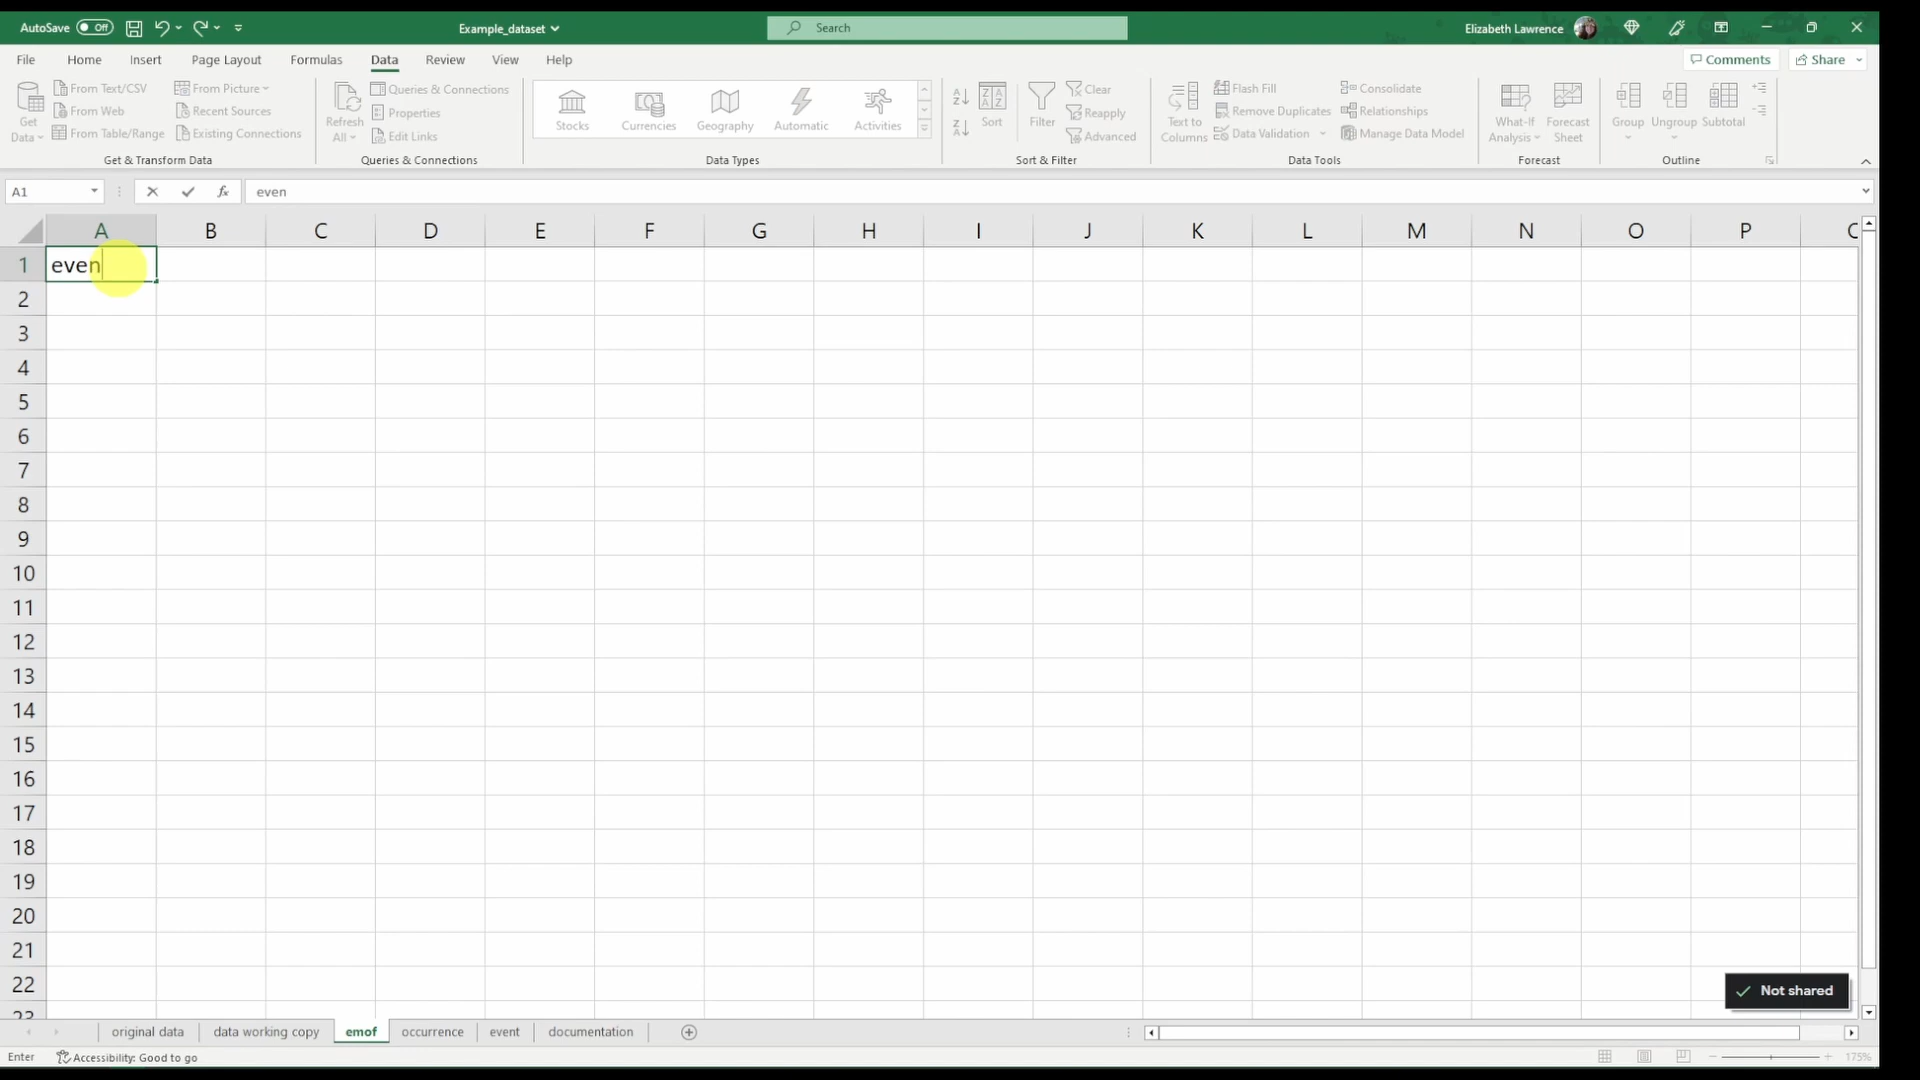 AutoSave Off Example_dataset Search Elizabeth Lawrence
File Home Insert Page Layout Formulas Data Review View Help Comments Share
Get Data From Text/CSV From Web From Table/Range From Picture Recent Sources Existing Connections
Get & Transform Data
Refresh All Queries & Connections Properties Edit Links
Queries & Connections
Stocks Currencies Geography Automatic Activities
Data Types
Sort Filter Clear Reapply Advanced
Sort & Filter
Text to Columns Flash Fill Remove Duplicates Data Validation Consolidate Relationships Manage Data Model
Data Tools
What-If Analysis Forecast Sheet
Forecast
Group Ungroup Subtotal
Outline
A1 fx even
A B C D E F G H I J K L M N O P
1 even
2
3
4
5
6
7
8
9
10
11
12
13
14
15
16
17
18
19
20
21
22
23
Not shared
original data data working copy emof occurrence event documentation
Enter Accessibility: Good to go 175%